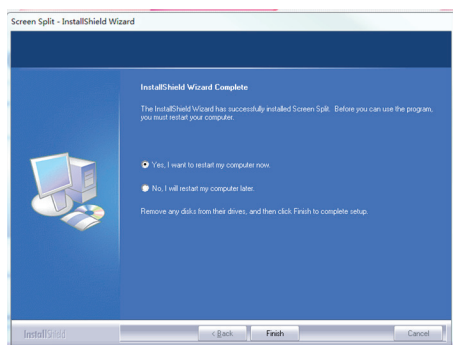 Screen Split - InstallShield Wizard
InstallShield Wizard Complete
The InstallShield Wizard has successfully installed Screen Split. Before you can use the program,
you must restart your computer.
Yes, I want to restart my computer now.
No, I will restart my computer later.
Remove any disks from their drives, and then click Finish to complete setup.
InstallShield
< Back
Finish
Cancel